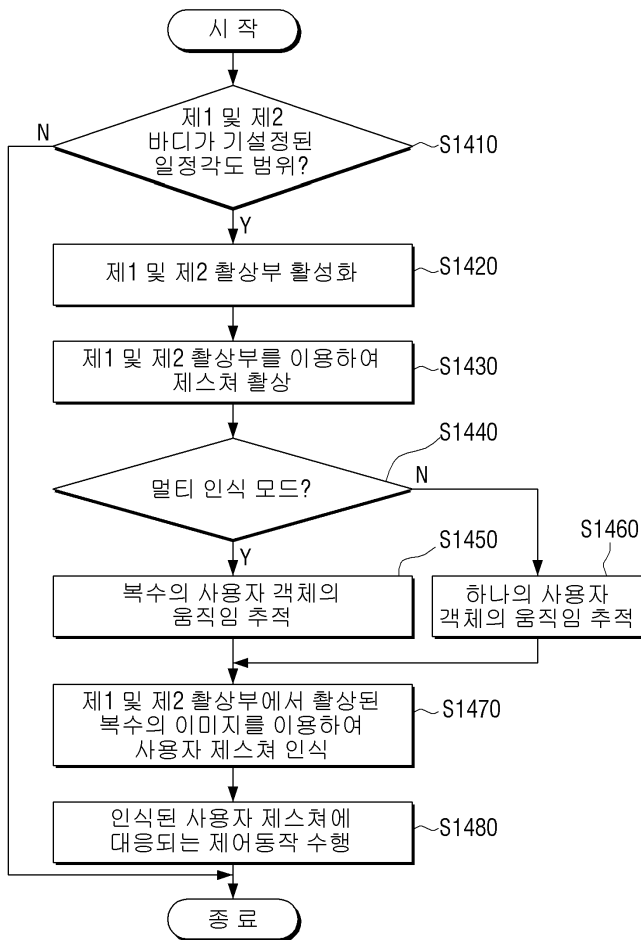 시 작
제1 및 제2
바디가 기설정된
일정각도 범위?
N
S1410
Y
제1 및 제2 촬상부 활성화
S1420
제1 및 제2 촬상부를 이용하여
제스쳐 촬상
S1430
S1440
멀티 인식 모드?
N
Y
S1450
S1460
복수의 사용자 객체의
움직임 추적
하나의 사용자
객체의 움직임 추적
제1 및 제2 촬상부에서 촬상된
복수의 이미지를 이용하여
사용자 제스쳐 인식
S1470
인식된 사용자 제스쳐에
대응되는 제어동작 수행
S1480
종 료